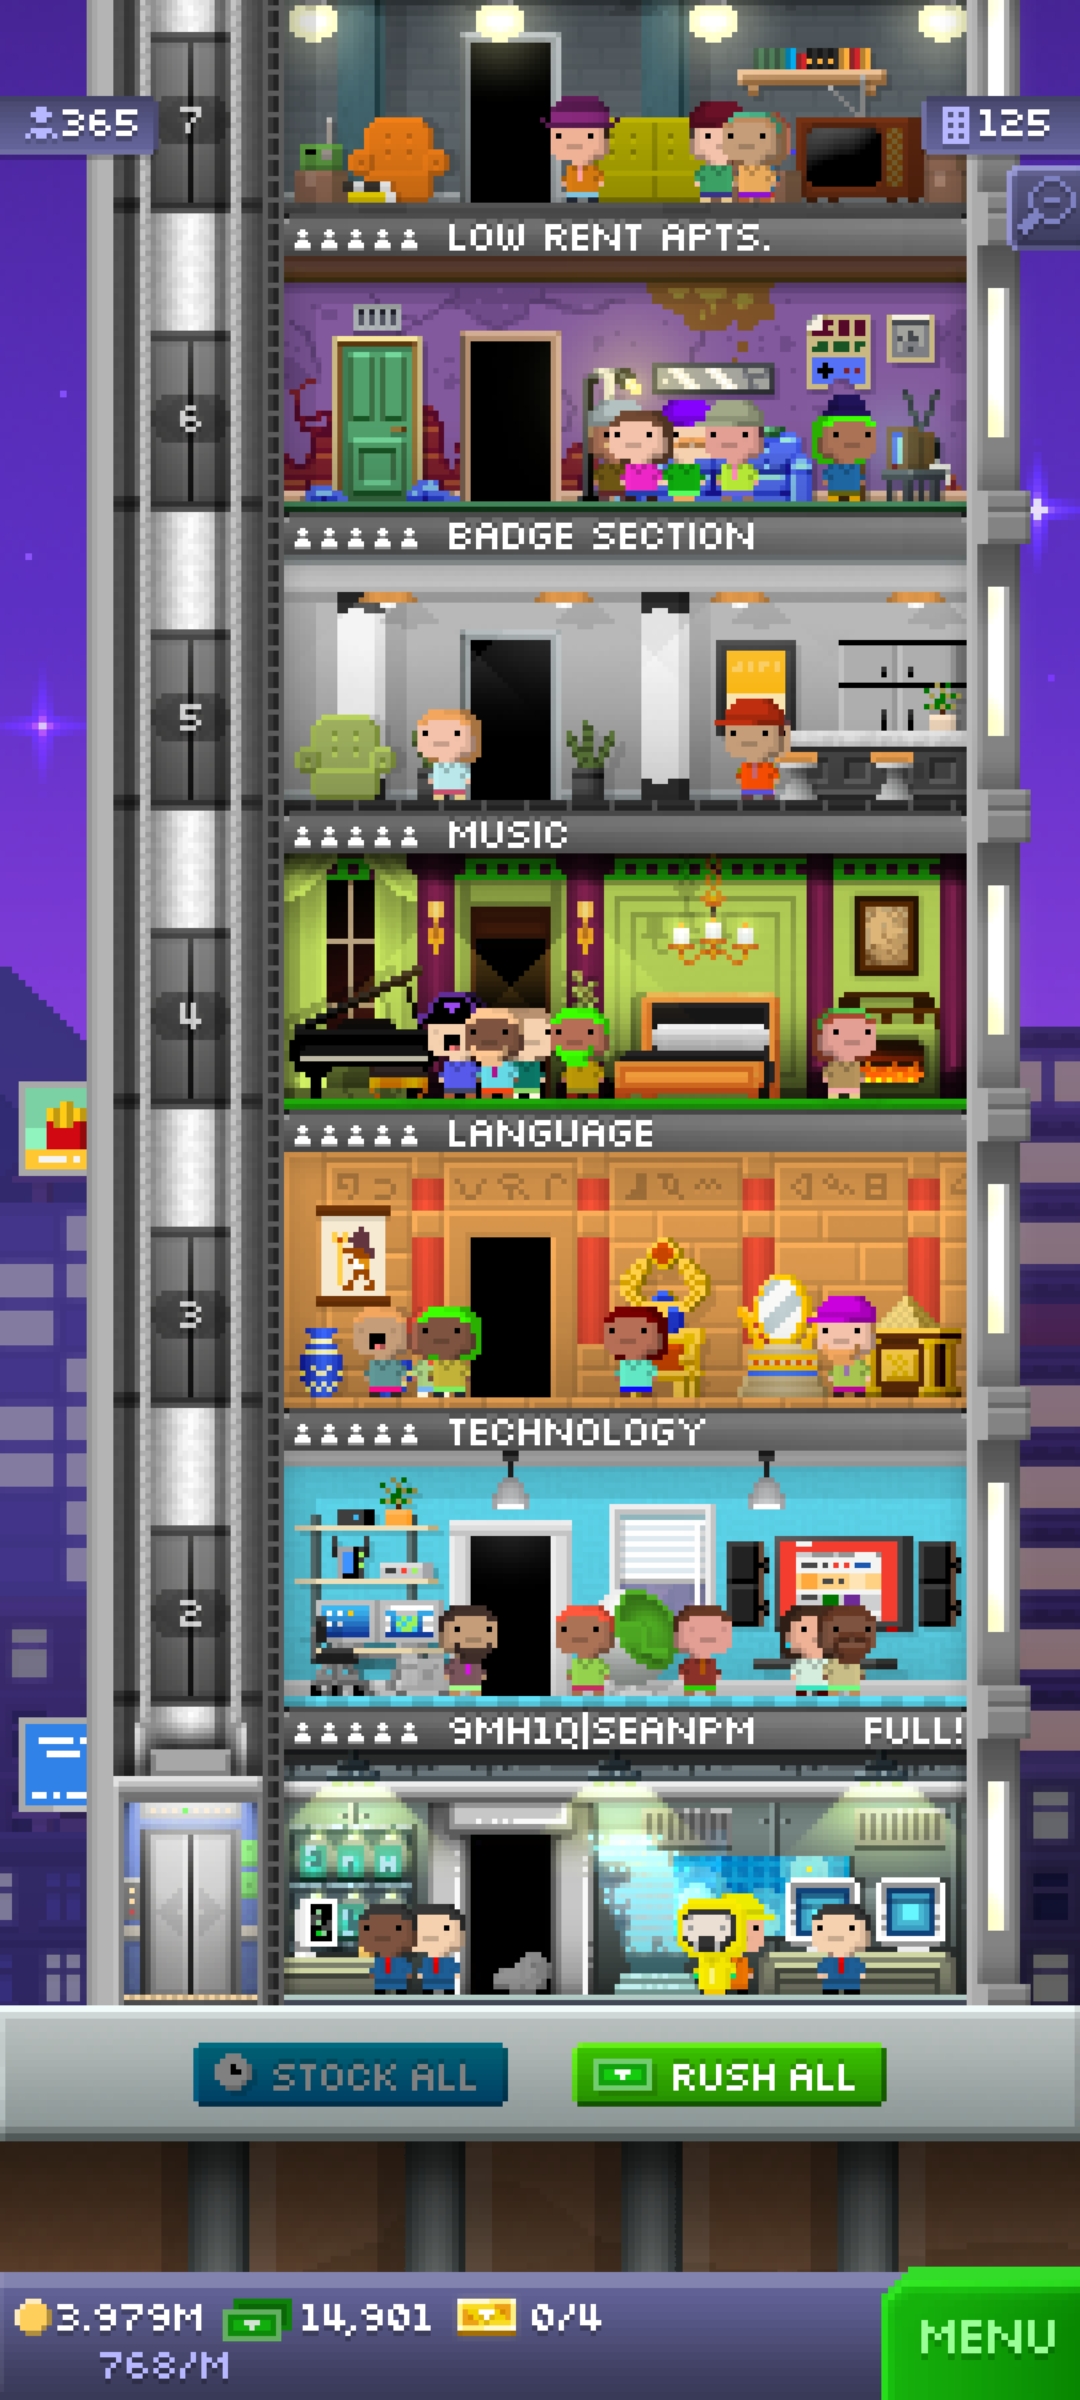 365
7
125
LOW RENT APTS.
6
BADGE SECTION
5
MUSIC
4
LANGUAGE
3
TECHNOLOGY
2
9MH1Q|SEANPM FULL!
STOCK ALL
RUSH ALL
3.979M 14,901 0/4
768/M
MENU